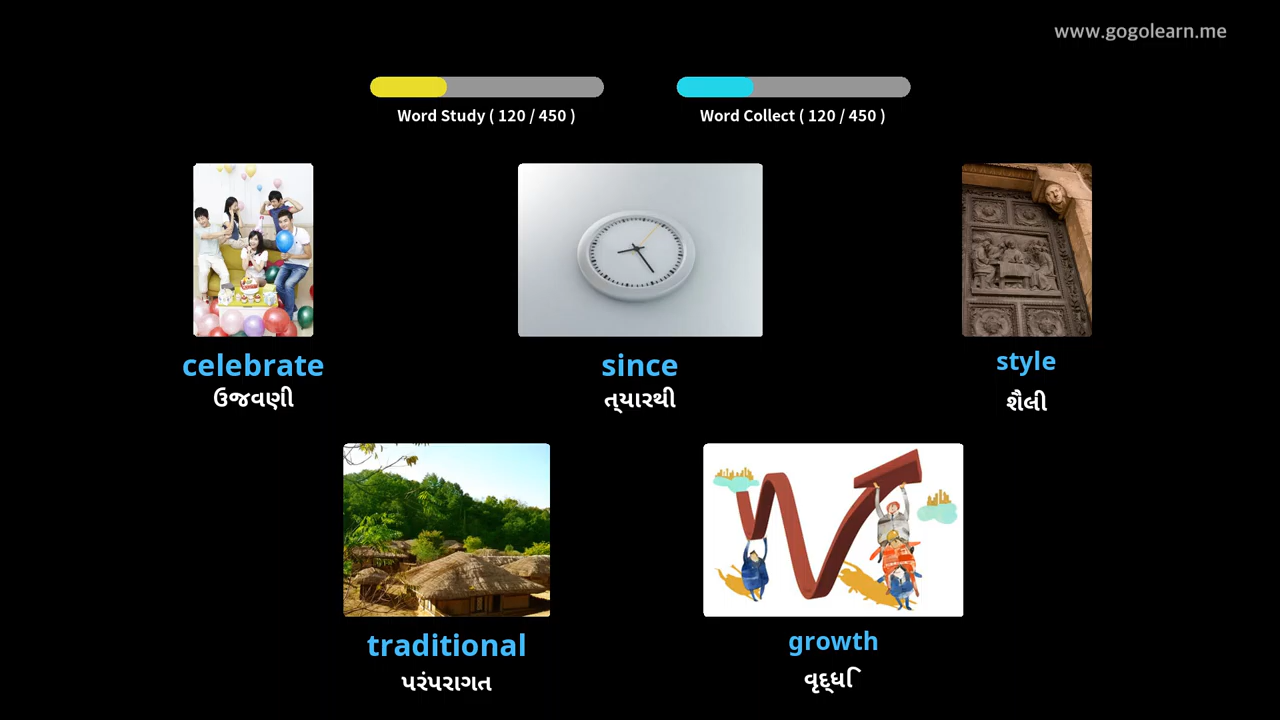 www.gogolearn.me
Word Study ( 120 / 450 )
Word Collect ( 120 / 450 )
celebrate
ઉજવણી
since
ત્યારથી
style
શૈલી
traditional
પરંપરાગત
growth
વૃદ્ધિ